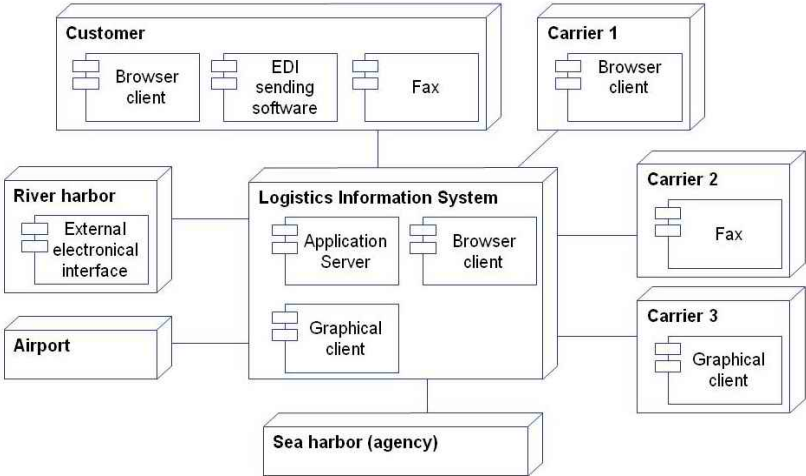 Customer
Browser
client
EDI
sending
software
Fax
Carrier 1
Browser
client
River harbor
External
electronical
interface
Logistics Information System
Application
Server
Browser
client
Graphical
client
Carrier 2
Fax
Airport
Carrier 3
Graphical
client
Sea harbor (agency)